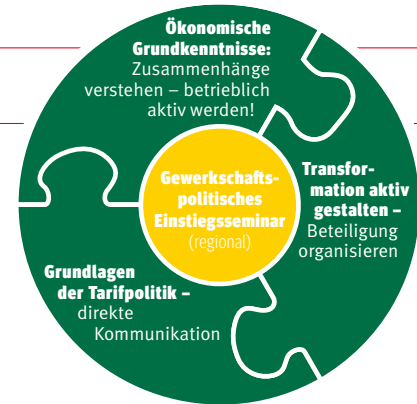 Ökonomische
Grundkenntnisse:
Zusammenhänge
verstehen – betrieblich
aktiv werden!
Gewerkschafts-
politisches
Einstiegsseminar
(regional)
Transfor-
mation aktiv
gestalten –
Beteiligung
organisieren
Grundlagen
der Tarifpolitik –
direkte
Kommunikation